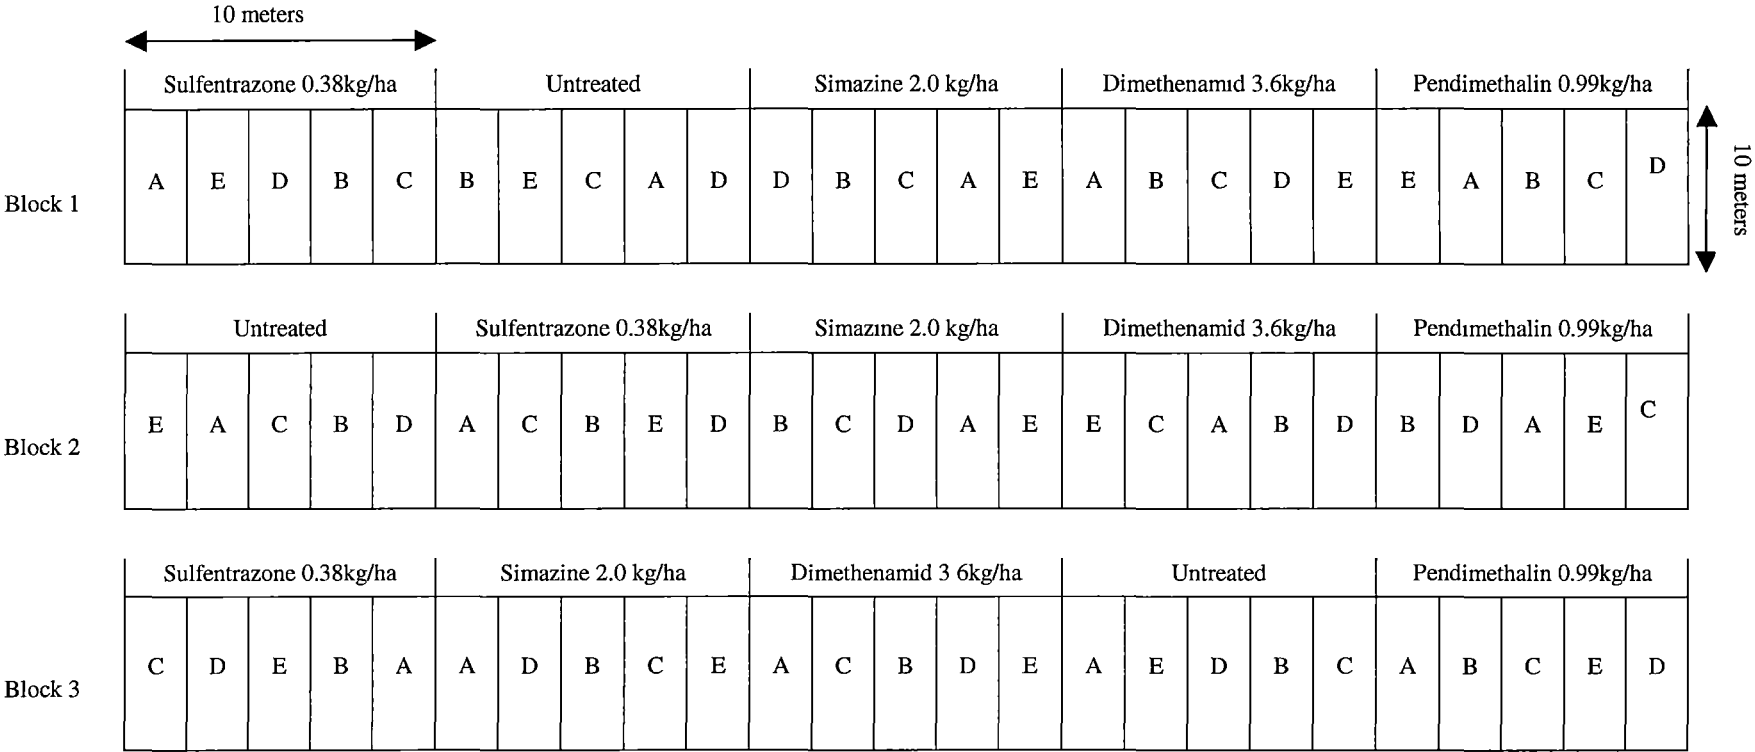 10 meters
Sulfentrazone 0.38kg/ha Untreated Simazine 2.0 kg/ha Dimethenamid 3.6kg/ha Pendimethalin 0.99kg/ha
Block 1 A E D B C B E C A D D B C A E A B C D E E A B C D 10 meters
Untreated Sulfentrazone 0.38kg/ha Simazine 2.0 kg/ha Dimethenamid 3.6kg/ha Pendimethalin 0.99kg/ha
Block 2 E A C B D A C B E D B C D A E E C A B D B D A E C
Sulfentrazone 0.38kg/ha Simazine 2.0 kg/ha Dimethenamid 3 6kg/ha Untreated Pendimethalin 0.99kg/ha
Block 3 C D E B A A D B C E A C B D E A E D B C A B C E D